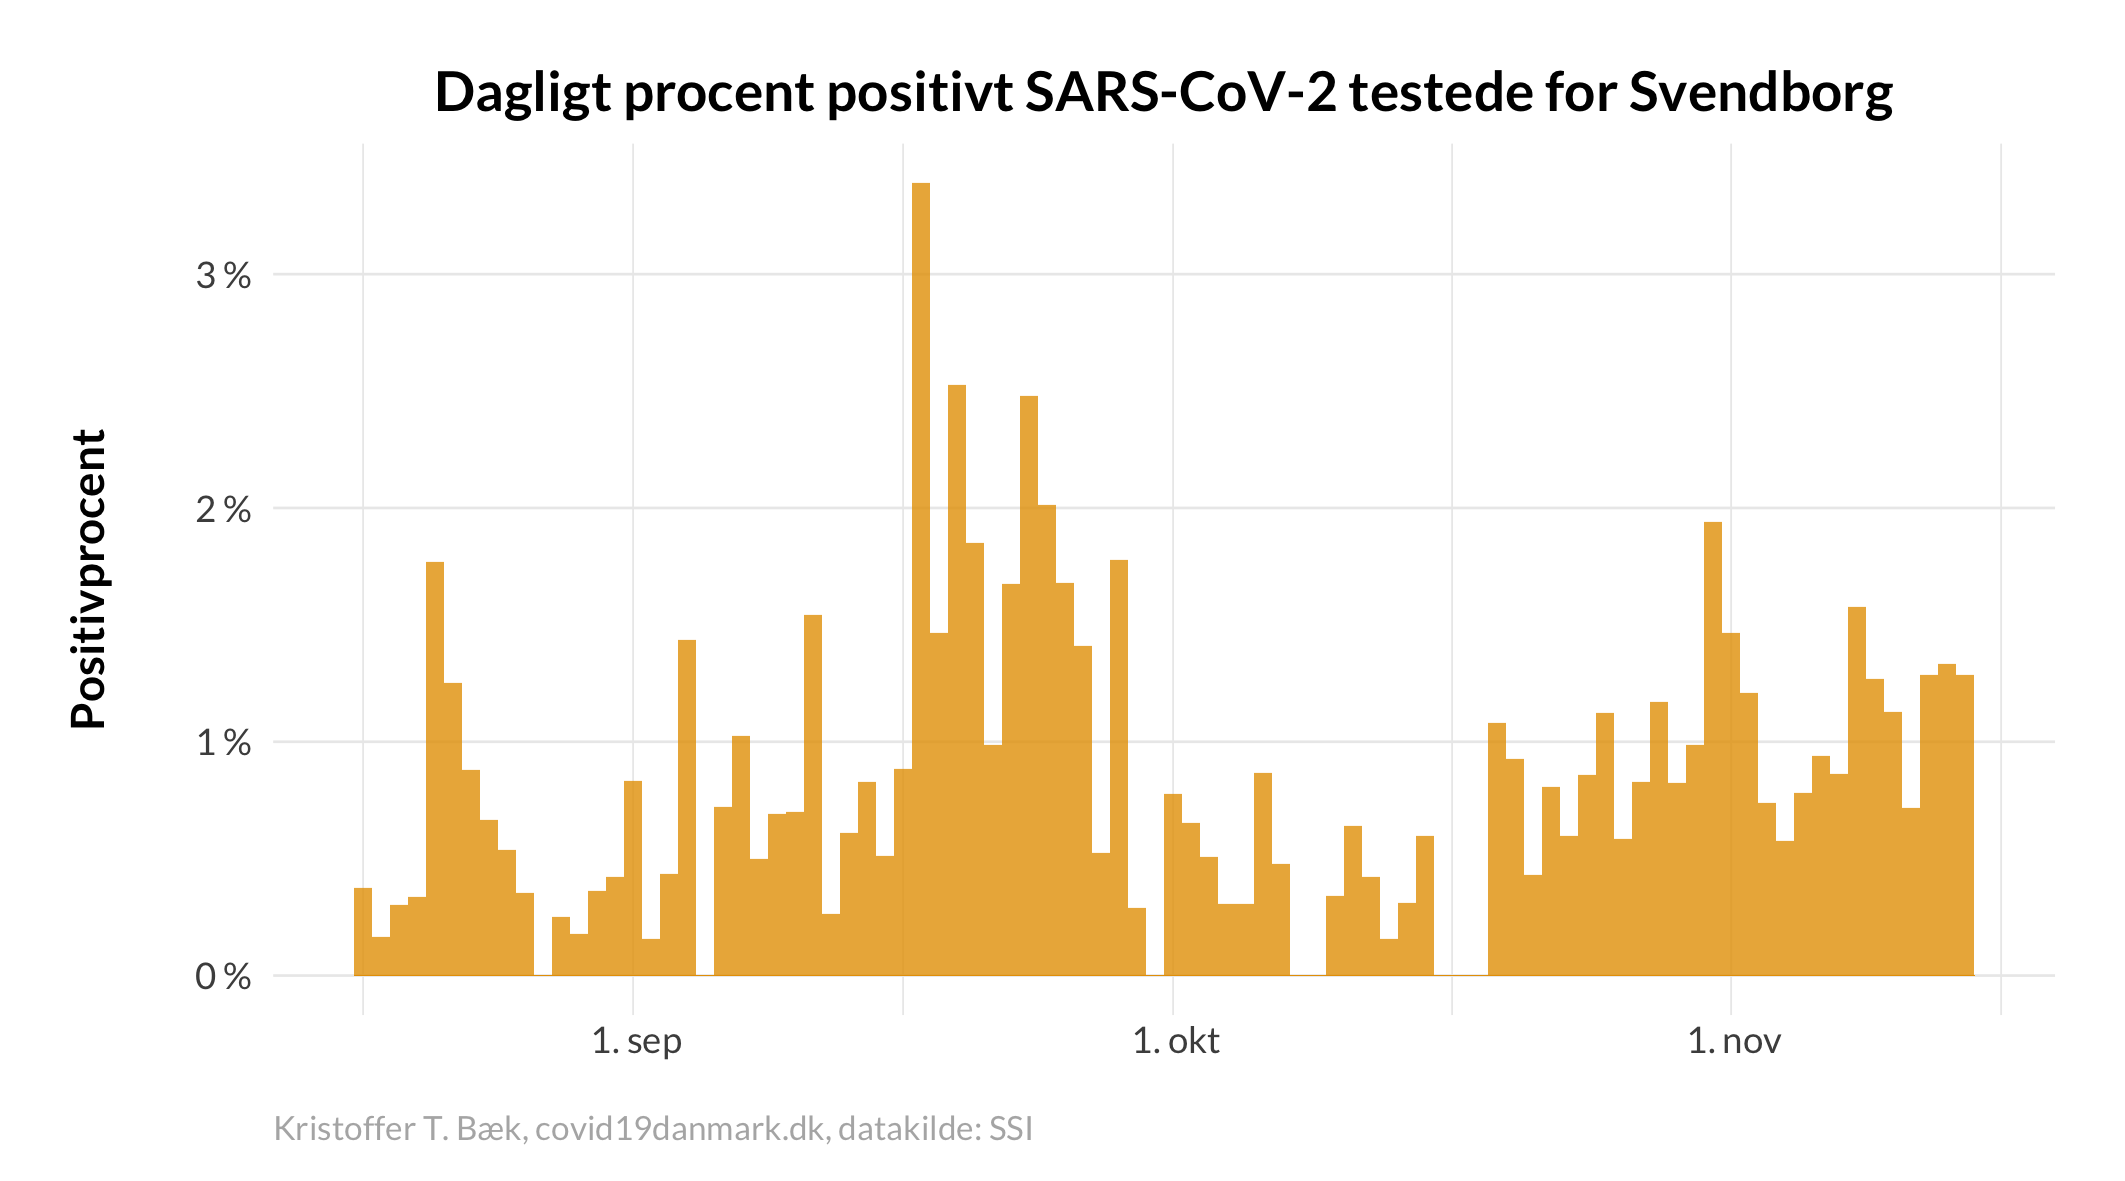 Dagligt procent positivt SARS-CoV-2 testede for Svendborg
Positivprocent
3 %
2 %
1 %
0 %
1. sep
1. okt
1. nov
Kristoffer T. Bæk, covid19danmark.dk, datakilde: SSI